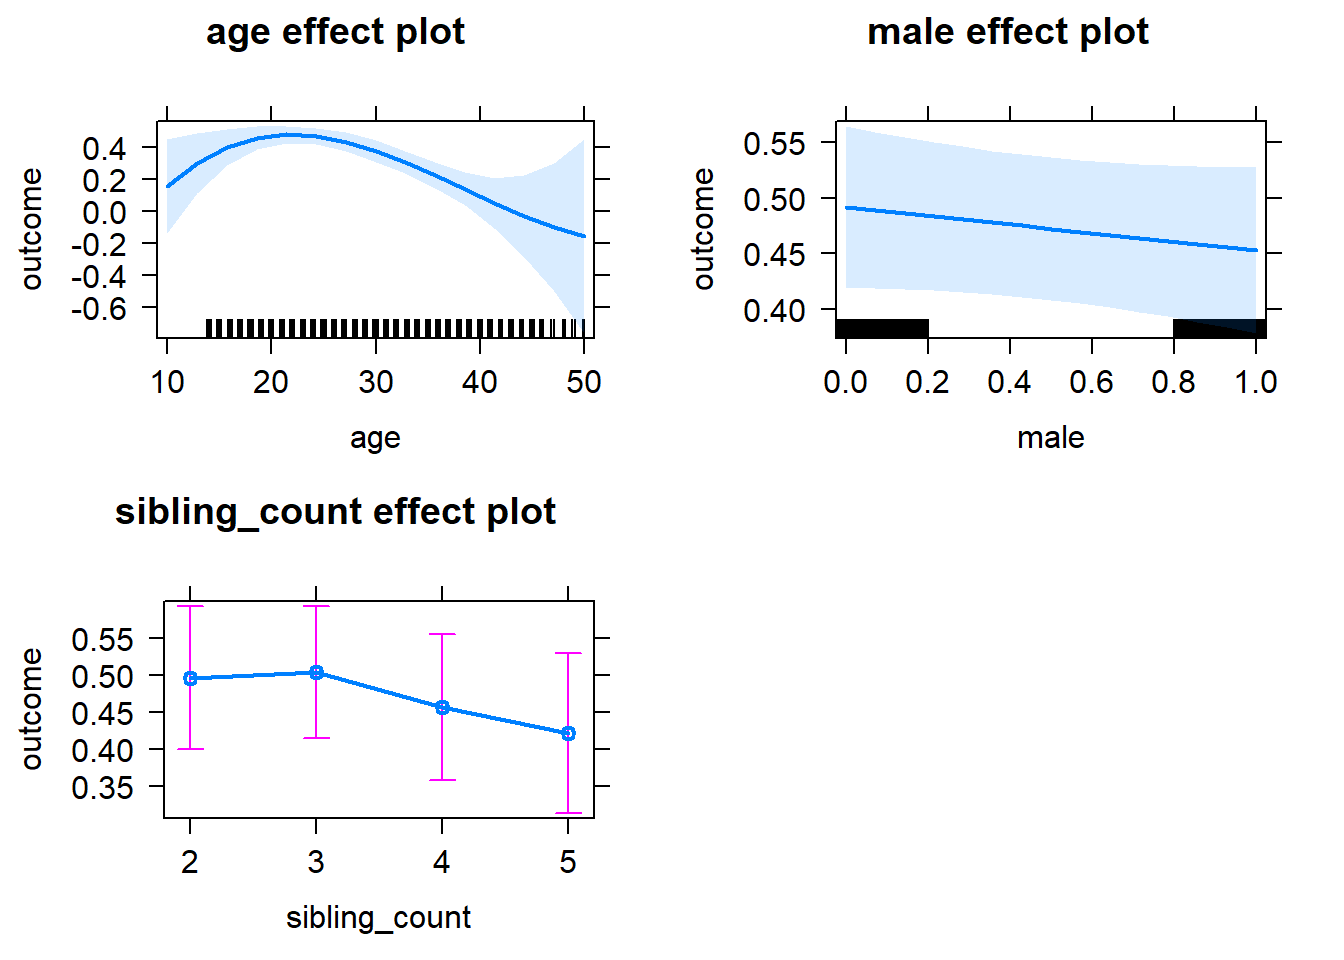 age effect plot
outcome
0.4
0.2
0.0
-0.2
-0.4
-0.6
10 20 30 40 50
age
male effect plot
outcome
0.55
0.50
0.45
0.40
0.0 0.2 0.4 0.6 0.8 1.0
male
sibling_count effect plot
outcome
0.55
0.50
0.45
0.40
0.35
2 3 4 5
sibling_count